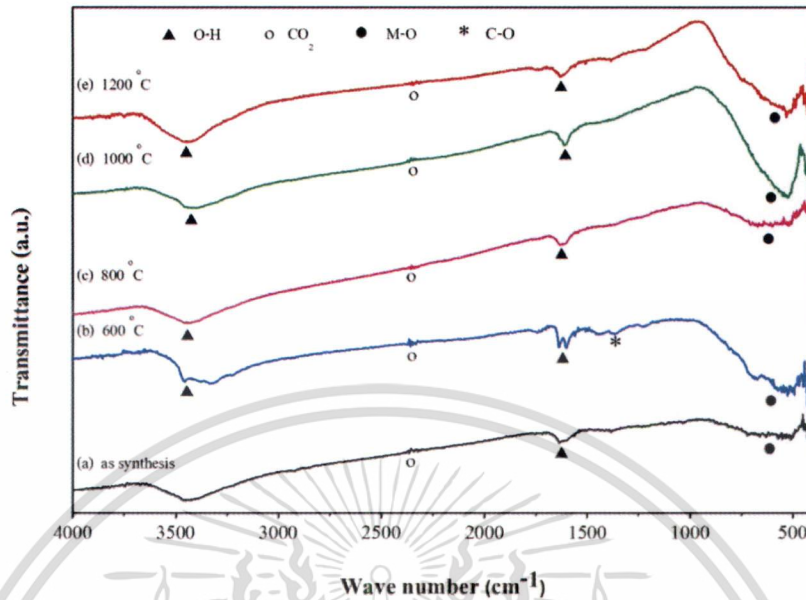 ▲ O-H ○ CO2 ● M-O * C-O
(e) 1200 °C
(d) 1000 °C
(c) 800 °C
(b) 600 °C
(a) as synthesis
Transmittance (a.u.)
4000 3500 3000 2500 2000 1500 1000 500
Wave number (cm-1)